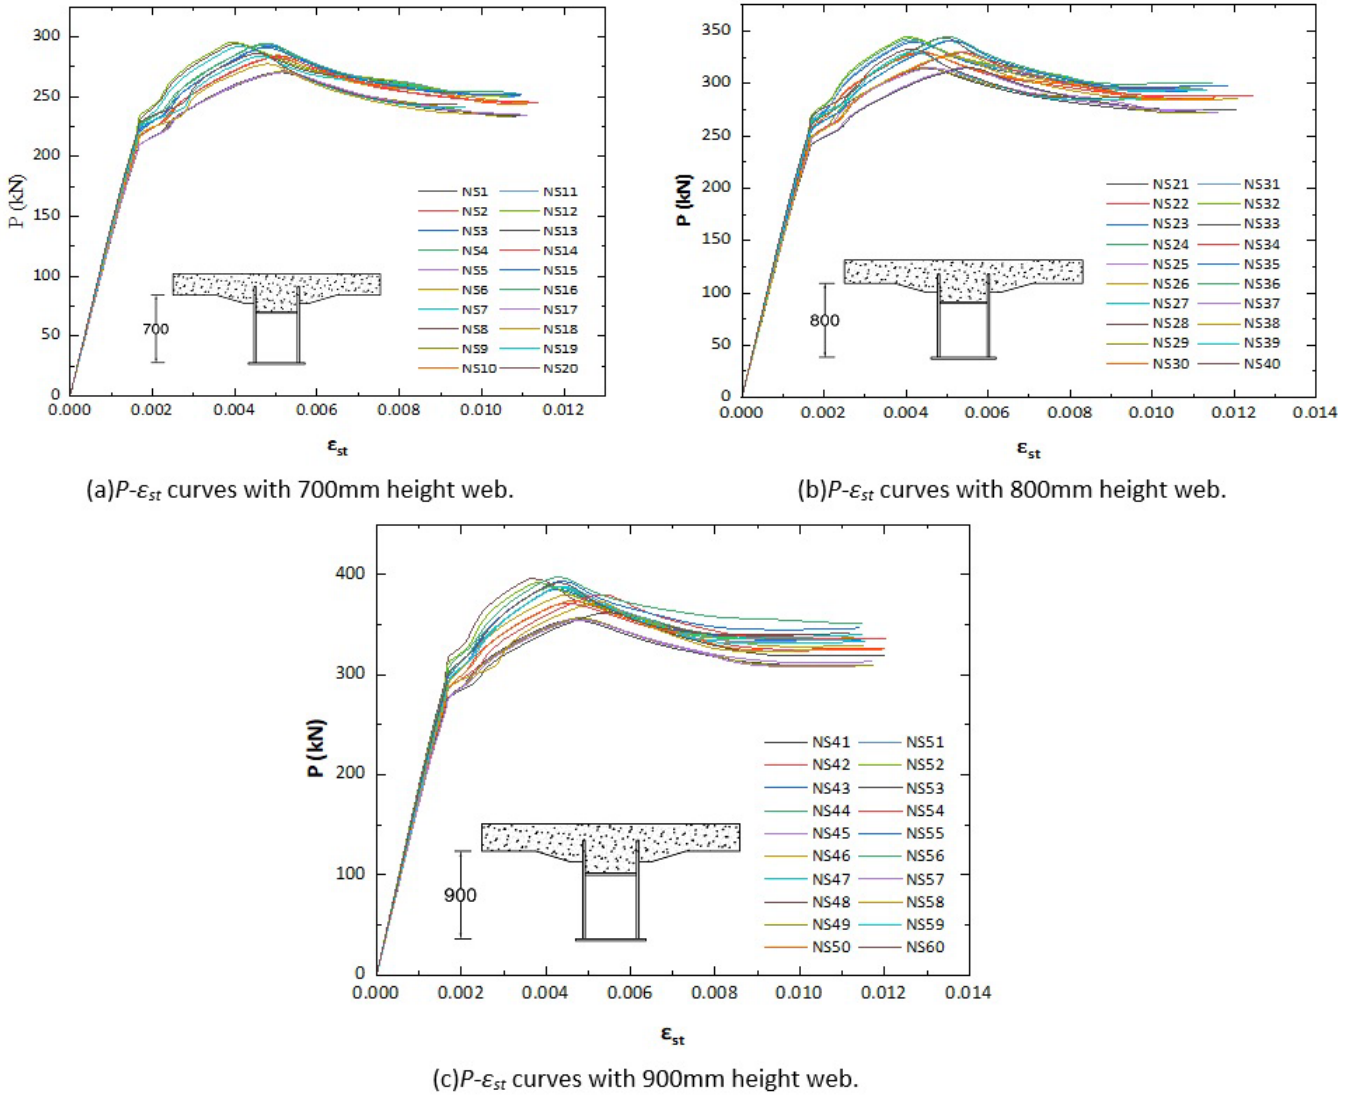 300
250
200
150
100
50
0
P (kN)
0.000 0.002 0.004 0.006 0.008 0.010 0.012
εst
NS1 NS11
NS2 NS12
NS3 NS13
NS4 NS14
NS5 NS15
NS6 NS16
NS7 NS17
NS8 NS18
NS9 NS19
NS10 NS20
700
(a)P-εst curves with 700mm height web.
350
300
250
200
150
100
50
0
P (kN)
0.000 0.002 0.004 0.006 0.008 0.010 0.012 0.014
εst
NS21 NS31
NS22 NS32
NS23 NS33
NS24 NS34
NS25 NS35
NS26 NS36
NS27 NS37
NS28 NS38
NS29 NS39
NS30 NS40
800
(b)P-εst curves with 800mm height web.
400
300
200
100
0
P (kN)
0.000 0.002 0.004 0.006 0.008 0.010 0.012 0.014
εst
NS41 NS51
NS42 NS52
NS43 NS53
NS44 NS54
NS45 NS55
NS46 NS56
NS47 NS57
NS48 NS58
NS49 NS59
NS50 NS60
900
(c)P-εst curves with 900mm height web.